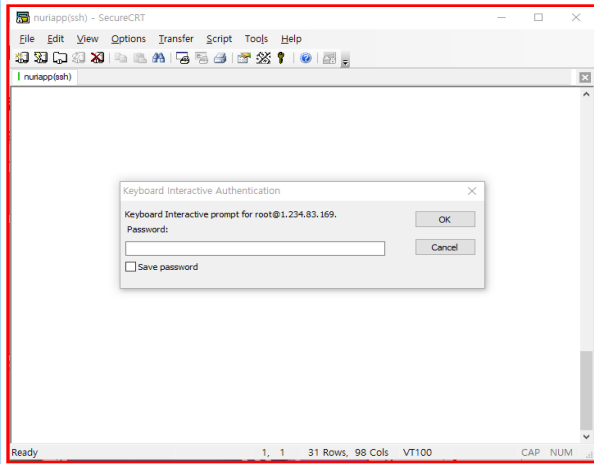 nuriapp(ssh) - SecureCRT
File Edit View Options Transfer Script Tools Help
nuriapp(ssh)
Keyboard Interactive Authentication
Keyboard Interactive prompt for root@1.234.83.169.
OK
Password:
Cancel
Save password
Ready 1, 1 31 Rows, 98 Cols VT100 CAP NUM